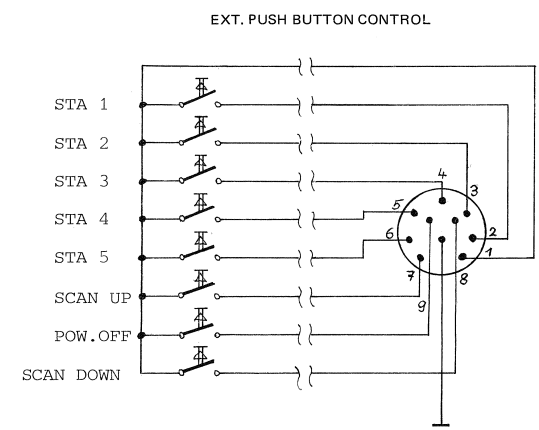 EXT. PUSH BUTTON CONTROL
STA 1
STA 2
STA 3
4
3
STA 4
5
6
2
STA 5
1
7
8
SCAN UP
9
POW.OFF
SCAN DOWN